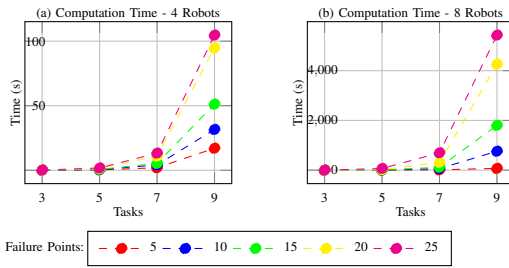 (a) Computation Time - 4 Robots
100
50
0
Time (s)
3 5 7 9
Tasks
(b) Computation Time - 8 Robots
4,000
2,000
0
Time (s)
3 5 7 9
Tasks
Failure Points: 5 10 15 20 25